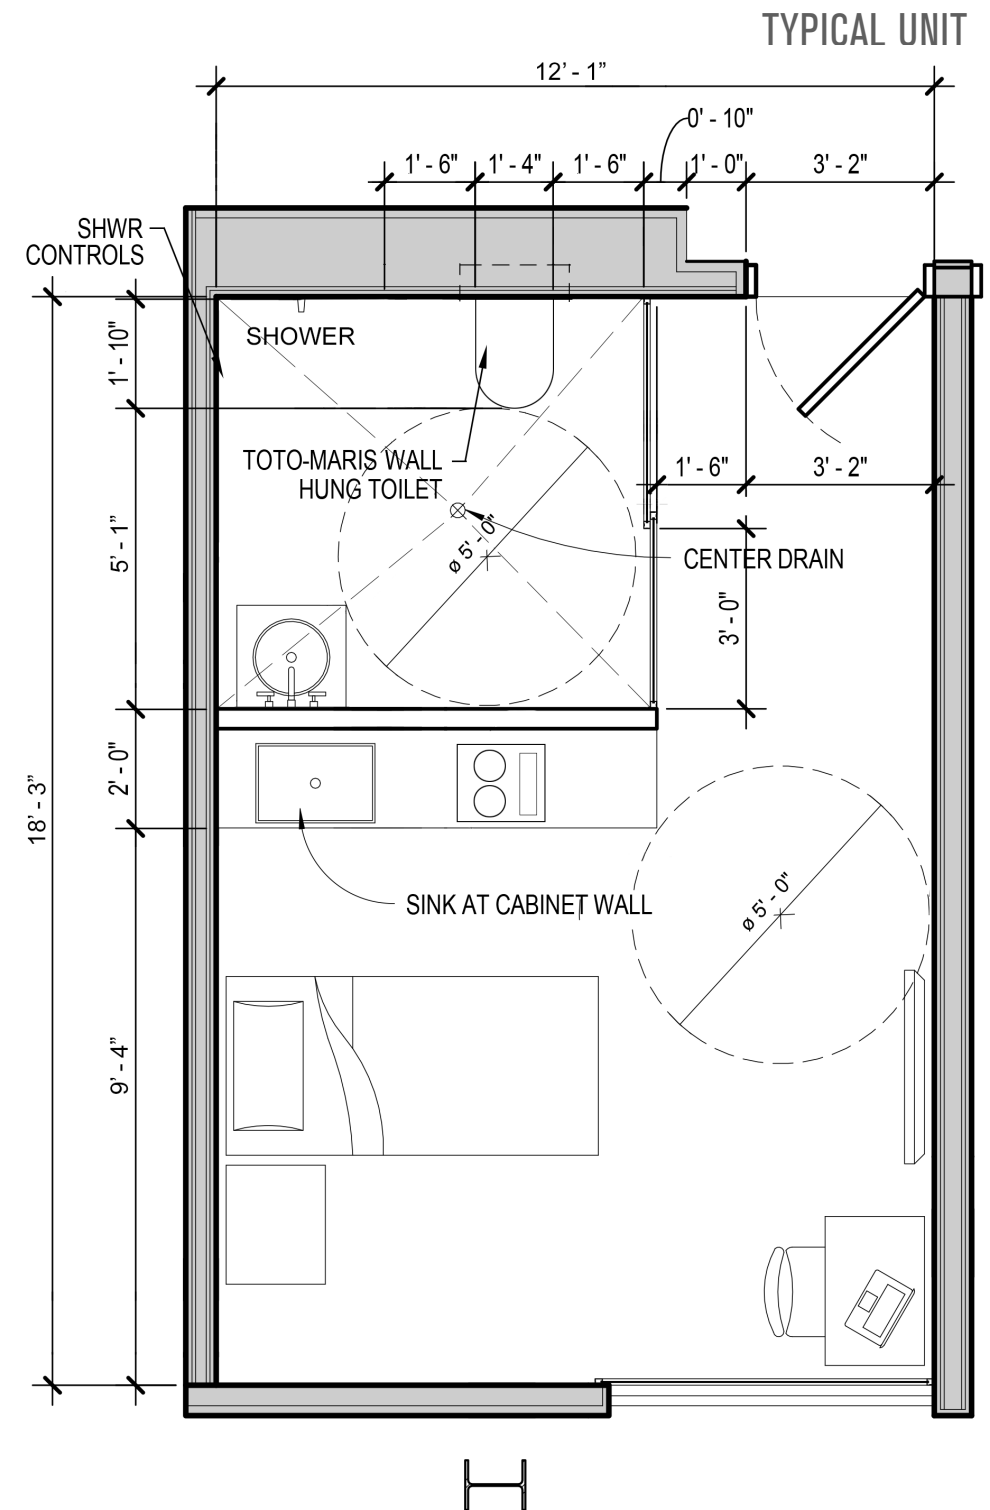 TYPICAL UNIT
12' - 1"
0' - 10"
1' - 6"
1' - 4"
1' - 6"
1' - 0"
3' - 2"
SHWR
CONTROLS
SHOWER
1' - 10"
TOTO-MARIS WALL
HUNG TOILET
1' - 6"
3' - 2"
5' - 1"
ø 5' - 0"
CENTER DRAIN
3' - 0"
2' - 0"
18' - 3"
SINK AT CABINET WALL
ø 5' - 0"
9' - 4"